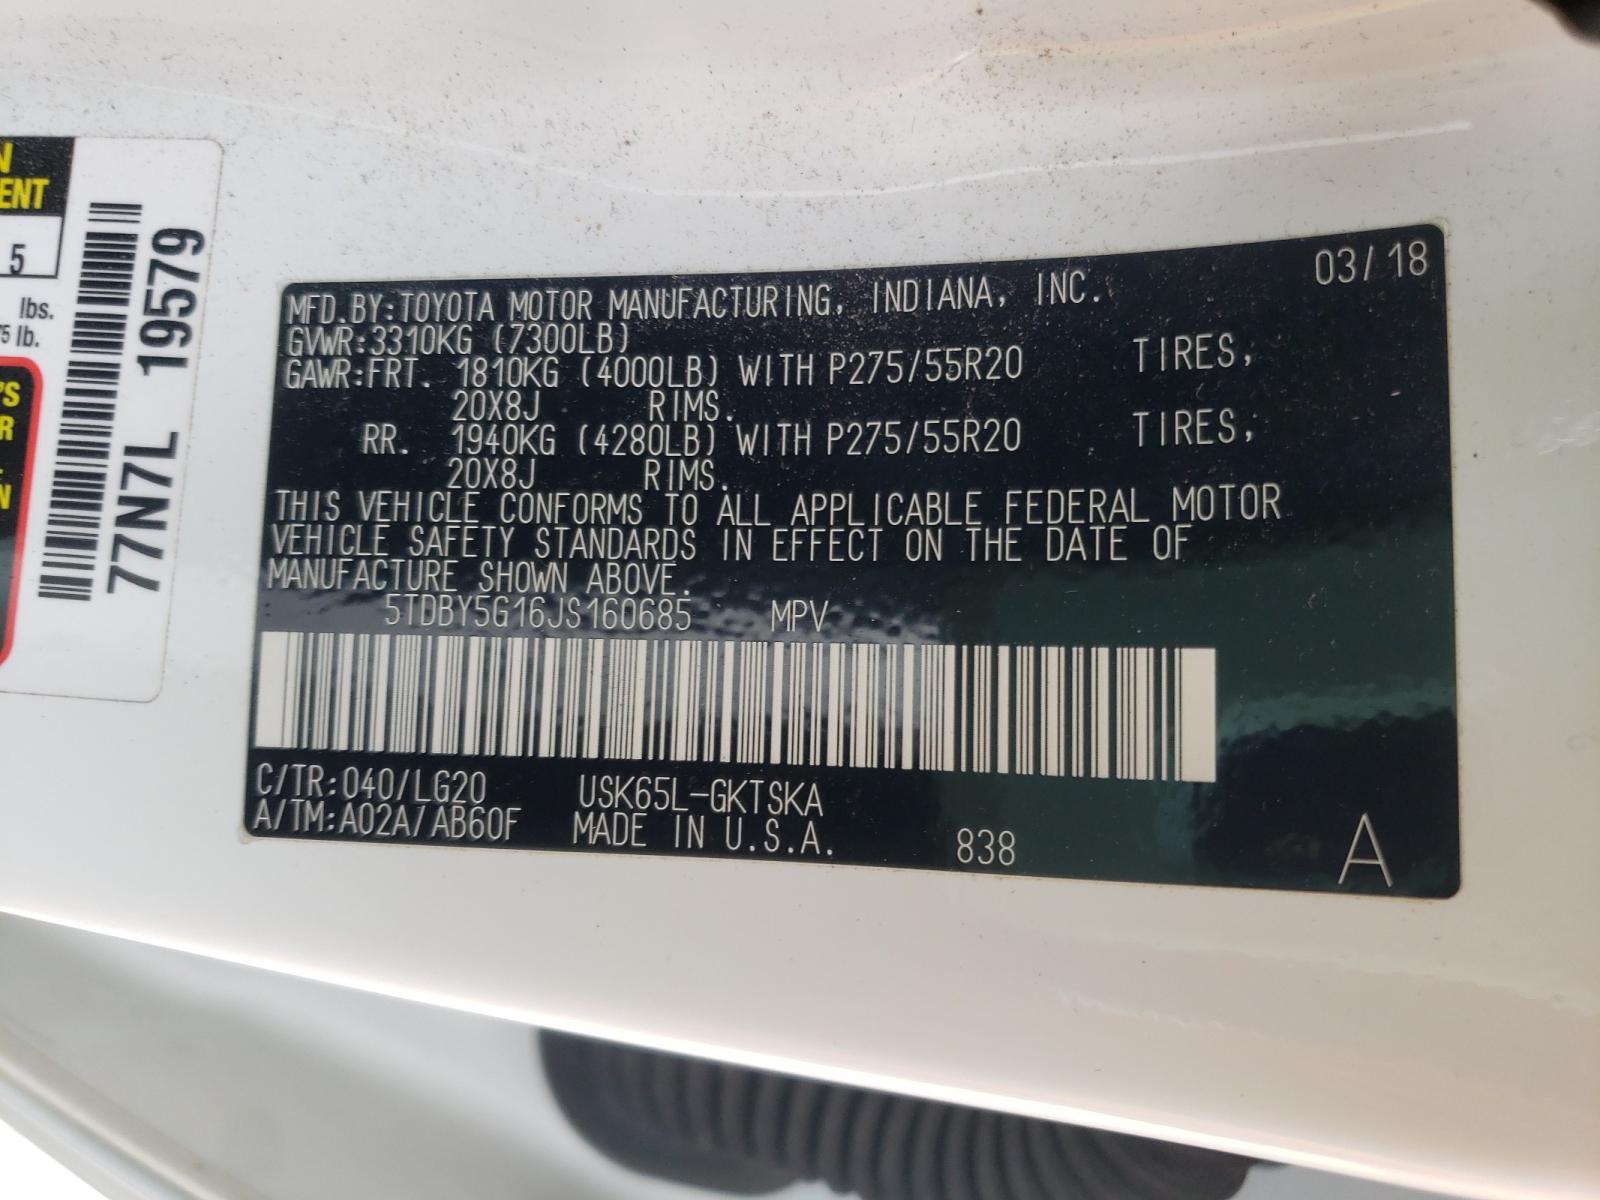 N
ENT
5
lbs.
lb.
'S
R
N
77N7L 19579
03/18
MFD.BY:TOYOTA MOTOR MANUFACTURING, INDIANA, INC.
GVWR:3310KG (7300LB)
GAWR:FRT. 1810KG (4000LB) WITH P275/55R20 TIRES,
20X8J RIMS.
RR. 1940KG (4280LB) WITH P275/55R20 TIRES,
20X8J RIMS.
THIS VEHICLE CONFORMS TO ALL APPLICABLE FEDERAL MOTOR
VEHICLE SAFETY STANDARDS IN EFFECT ON THE DATE OF
MANUFACTURE SHOWN ABOVE.
5TDBY5G16JS160685 MPV
C/TR:040/LG20 USK65L-GKTSKA
A/TM:A02A/AB60F MADE IN U.S.A. 838 A